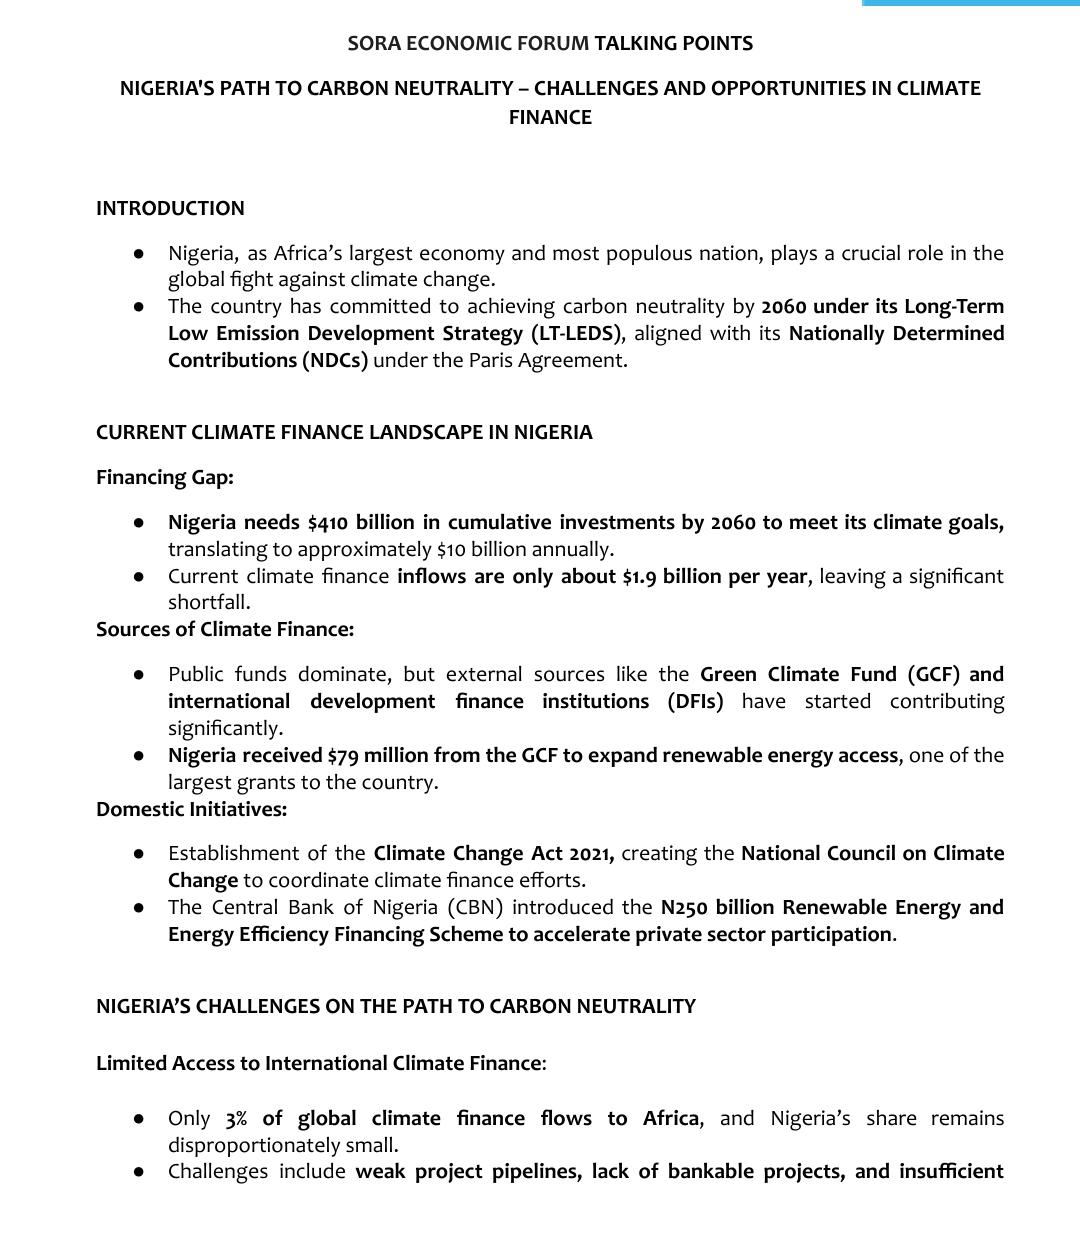 SORA ECONOMIC FORUM TALKING POINTS
NIGERIA'S PATH TO CARBON NEUTRALITY – CHALLENGES AND OPPORTUNITIES IN CLIMATE
FINANCE
INTRODUCTION
● Nigeria, as Africa’s largest economy and most populous nation, plays a crucial role in the
global fight against climate change.
● The country has committed to achieving carbon neutrality by 2060 under its Long-Term
Low Emission Development Strategy (LT-LEDS), aligned with its Nationally Determined
Contributions (NDCs) under the Paris Agreement.
CURRENT CLIMATE FINANCE LANDSCAPE IN NIGERIA
Financing Gap:
● Nigeria needs $410 billion in cumulative investments by 2060 to meet its climate goals,
translating to approximately $10 billion annually.
● Current climate finance inflows are only about $1.9 billion per year, leaving a significant
shortfall.
Sources of Climate Finance:
● Public funds dominate, but external sources like the Green Climate Fund (GCF) and
international development finance institutions (DFIs) have started contributing
significantly.
● Nigeria received $79 million from the GCF to expand renewable energy access, one of the
largest grants to the country.
Domestic Initiatives:
● Establishment of the Climate Change Act 2021, creating the National Council on Climate
Change to coordinate climate finance efforts.
● The Central Bank of Nigeria (CBN) introduced the N250 billion Renewable Energy and
Energy Efficiency Financing Scheme to accelerate private sector participation.
NIGERIA’S CHALLENGES ON THE PATH TO CARBON NEUTRALITY
Limited Access to International Climate Finance:
● Only 3% of global climate finance flows to Africa, and Nigeria’s share remains
disproportionately small.
● Challenges include weak project pipelines, lack of bankable projects, and insufficient